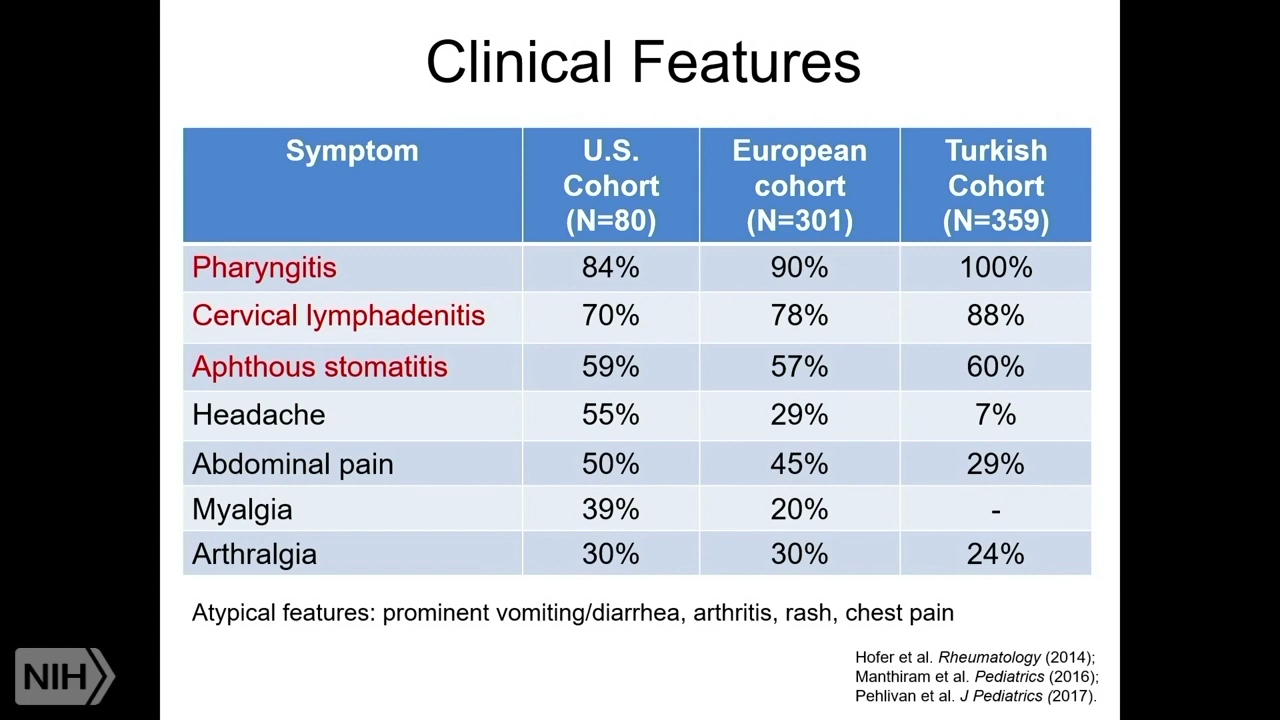 Clinical Features
Symptom
U.S.
Cohort
(N=80)
European
cohort
(N=301)
Turkish
Cohort
(N=359)
Pharyngitis 84% 90% 100%
Cervical lymphadenitis 70% 78% 88%
Aphthous stomatitis 59% 57% 60%
Headache 55% 29% 7%
Abdominal pain 50% 45% 29%
Myalgia 39% 20% -
Arthralgia 30% 30% 24%
Atypical features: prominent vomiting/diarrhea, arthritis, rash, chest pain
Hofer et al. Rheumatology (2014);
Manthiram et al. Pediatrics (2016);
Pehlivan et al. J Pediatrics (2017).
NIH